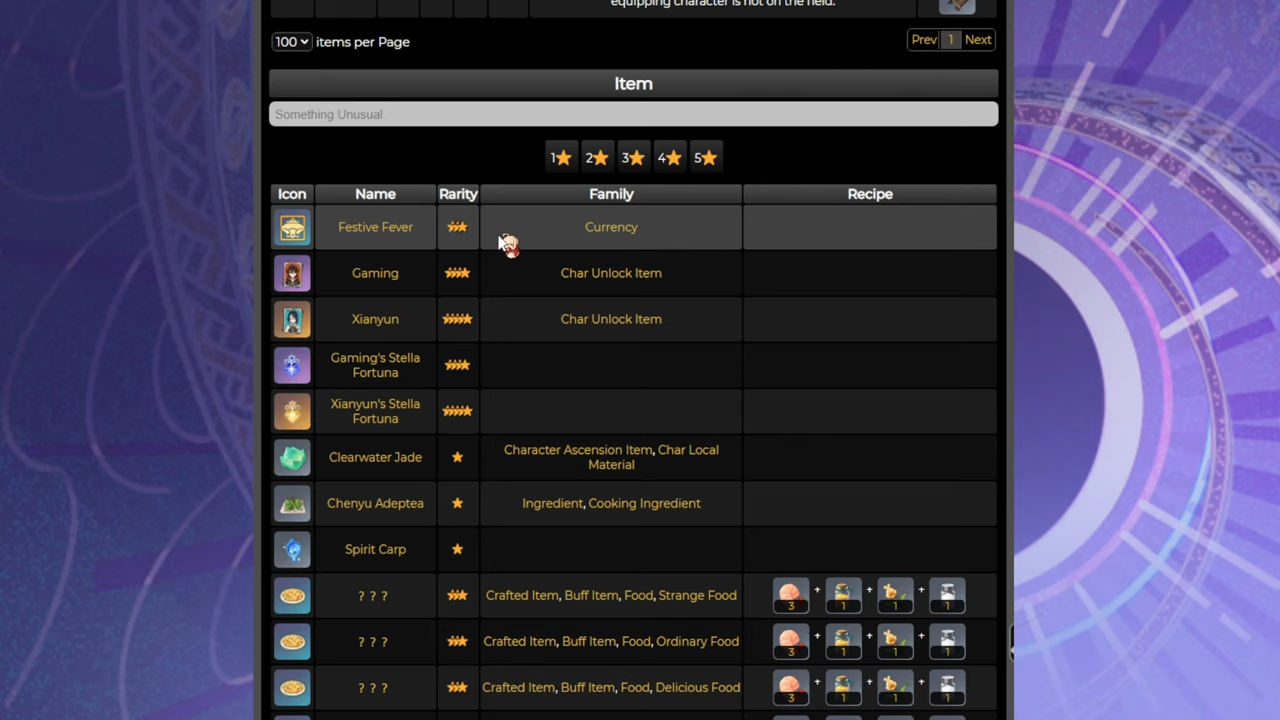 equipping character is not on the field.
100 items per Page
Prev 1 Next
Item
Something Unusual
1 2 3 4 5
Icon Name Rarity Family Recipe
Festive Fever Currency
Gaming Char Unlock Item
Xianyun Char Unlock Item
Gaming's Stella
Fortuna
Xianyun's Stella
Fortuna
Clearwater Jade Character Ascension Item, Char Local
Material
Chenyu Adeptea Ingredient, Cooking Ingredient
Spirit Carp
? ? ? Crafted Item, Buff Item, Food, Strange Food 3 + 1 + 1 + 1
? ? ? Crafted Item, Buff Item, Food, Ordinary Food 3 + 1 + 1 + 1
? ? ? Crafted Item, Buff Item, Food, Delicious Food 3 + 1 + 1 + 1